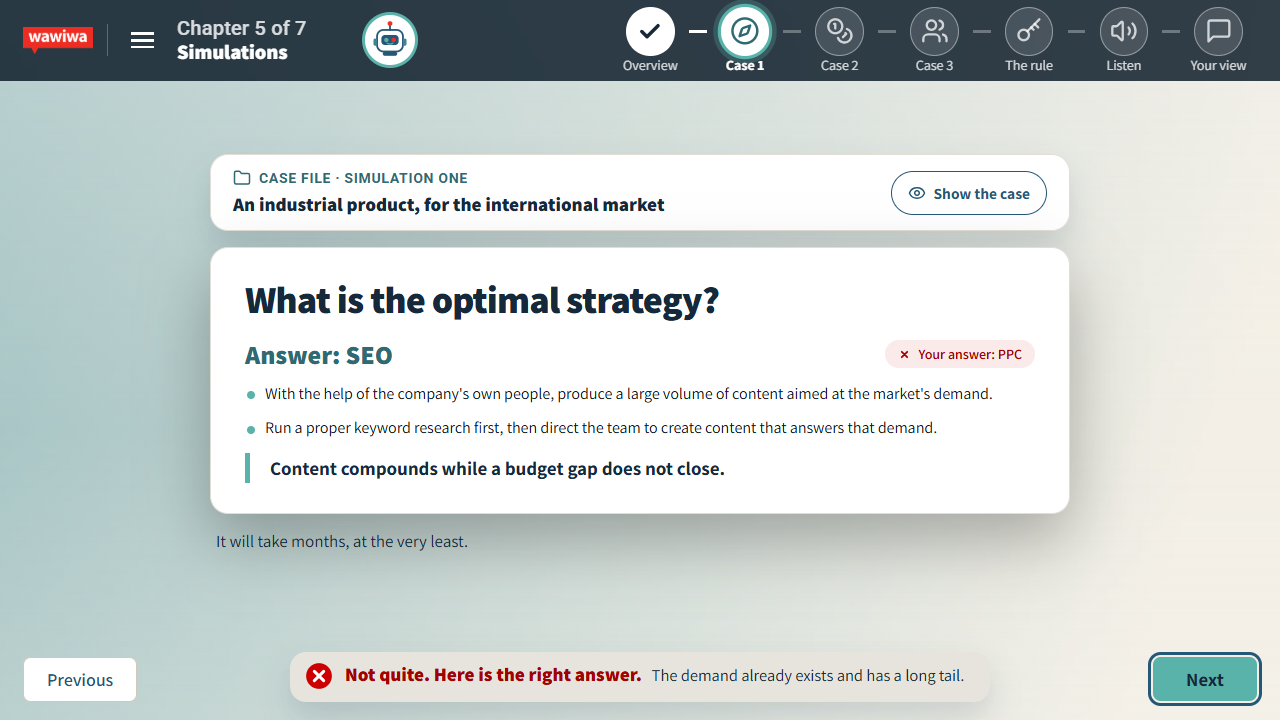 wawiwa
Chapter 5 of 7
Simulations
Overview
Case 1
Case 2
Case 3
The rule
Listen
Your view
CASE FILE · SIMULATION ONE
An industrial product, for the international market
Show the case
What is the optimal strategy?
Answer: SEO
Your answer: PPC
With the help of the company's own people, produce a large volume of content aimed at the market's demand.
Run a proper keyword research first, then direct the team to create content that answers that demand.
Content compounds while a budget gap does not close.
It will take months, at the very least.
Previous
Not quite. Here is the right answer. The demand already exists and has a long tail.
Next